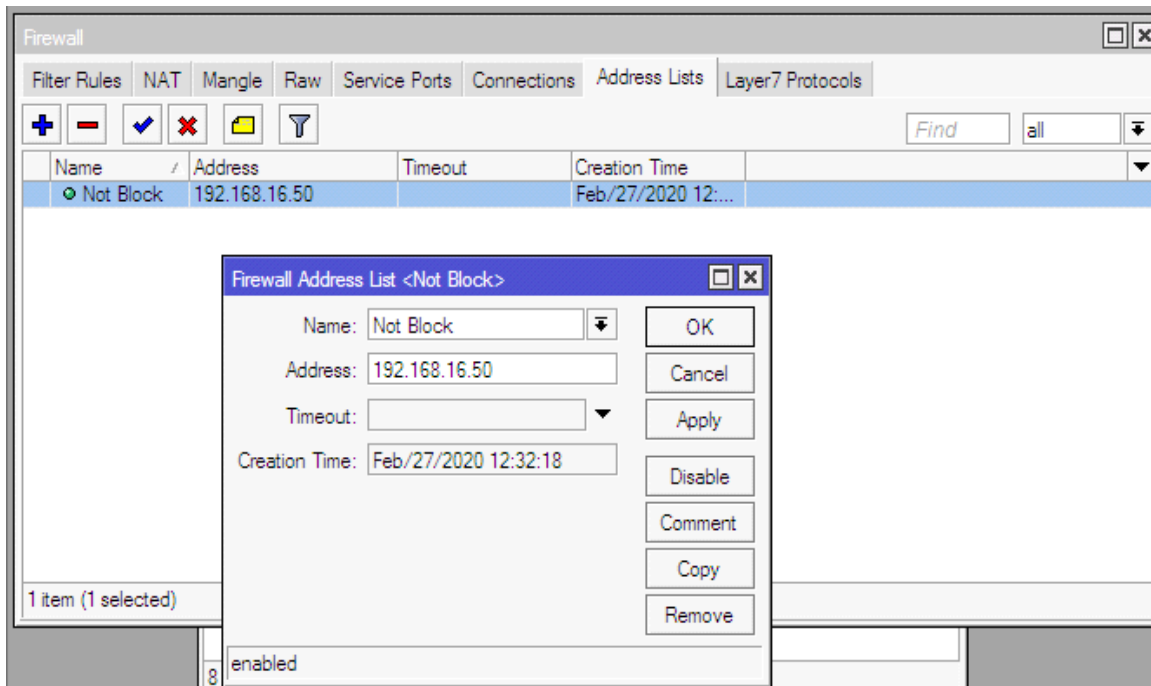 Firewall
Filter Rules NAT Mangle Raw Service Ports Connections Address Lists Layer7 Protocols
Find all
Name Address Timeout Creation Time
Not Block 192.168.16.50 Feb/27/2020 12:...
Firewall Address List <Not Block>
Name: Not Block OK
Address: 192.168.16.50 Cancel
Timeout: Apply
Creation Time: Feb/27/2020 12:32:18
Disable
Comment
Copy
Remove
1 item (1 selected)
enabled
8